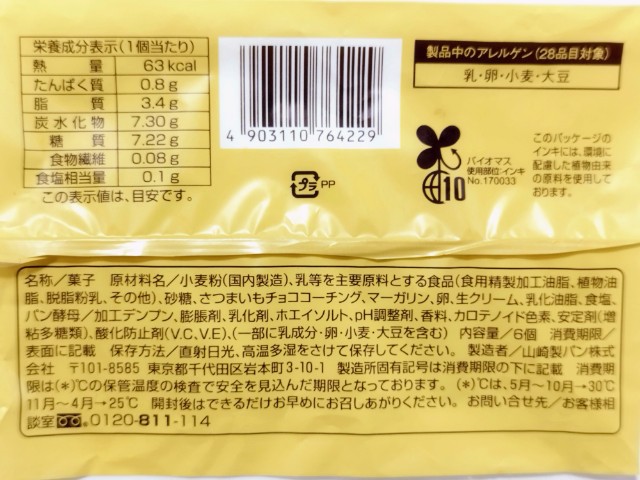 栄養成分表示(1個当たり)
熱量 63kcal
たんぱく質 0.8g
脂質 3.4g
炭水化物 7.30g
糖質 7.22g
食物繊維 0.08g
食塩相当量 0.1g
この表示値は、目安です。
4 903110 764229
プラ PP
製品中のアレルゲン(28品目対象)
乳・卵・小麦・大豆
10
バイオマス
使用部位:インキ
No.170033
このパッケージの
インキには、環境に
配慮した植物由来
の原料を使用して
おります。
名称/菓子 原材料名/小麦粉(国内製造)、乳等を主要原料とする食品(食用精製加工油脂、植物油
脂、脱脂粉乳、その他)、砂糖、さつまいもチョココーチング、マーガリン、卵、生クリーム、乳化油脂、食塩、
パン酵母/加工デンプン、膨脹剤、乳化剤、ホエイソルト、pH調整剤、香料、カロテノイド色素、安定剤(増
粘多糖類)、酸化防止剤(V.C、V.E)、(一部に乳成分・卵・小麦・大豆を含む) 内容量/6個 消費期限/
表面に記載 保存方法/直射日光、高温多湿をさけて保存してください。 製造者/山崎製パン株式
会社 〒101-8585 東京都千代田区岩本町3-10-1 製造所固有記号は消費期限の下に記載 消費期
限は(*)℃の保管温度の検査で安全を見込んだ期限となっております。 (*)℃は、5月~10月→30℃
11月~4月→25℃ 開封後はできるだけお早めにお召しあがりください。 お問い合せ先/お客様相
談室 0120-811-114